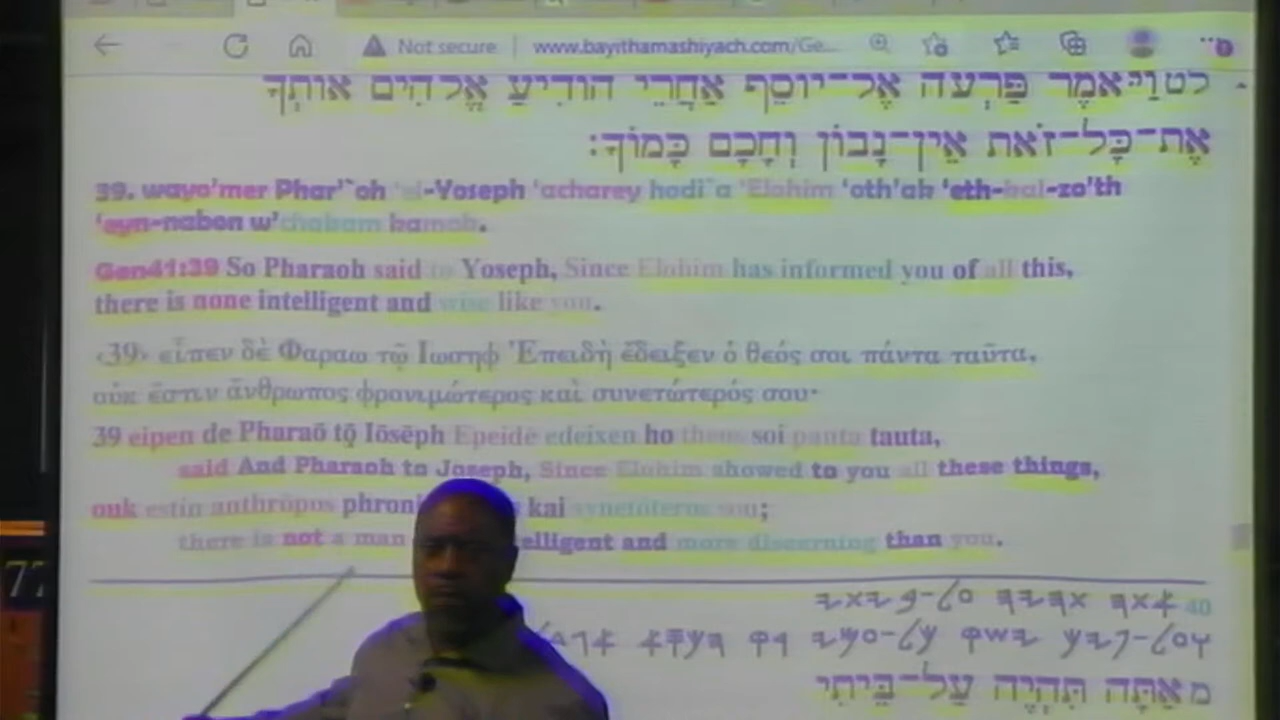 Not secure www.bayithamashiyach.com/Ge...
לט וַיֹּאמֶר פַּרְעֹה אֶל־יוֹסֵף אַחֲרֵי הוֹדִיעַ אֱלֹהִים אוֹתְךָ
אֶת־כָּל־זֹאת אֵין־נָבוֹן וְחָכָם כָּמוֹךָ׃
39. wayo'mer Phar`oh 'el-Yoseph 'acharey hodi`a 'Elohim 'oth'ak 'eth-kal-zo'th
'ayn-nabon w'chakam kamok.
Gen41:39 So Pharaoh said to Yoseph, Since Elohim has informed you of all this,
there is none intelligent and wise like you.
‹39› εἶπεν δὲ Φαραω τῷ Ιωσηφ Ἐπειδὴ ἔδειξεν ὁ θεός σοι πάντα ταῦτα,
οὐκ ἔστιν ἄνθρωπος φρονιμώτερος καὶ συνετώτερός σου·
39 eipen de Pharaō tǭ Iōsēph Epeidē edeixen ho theos soi panta tauta,
said And Pharaoh to Joseph, Since Elohim showed to you all these things,
ouk estin anthrōpos kai synetōteros sou;
there is not a man and more discerning than you.
40
מ אַתָּה תִּהְיֶה עַל־בֵּיתִי
77